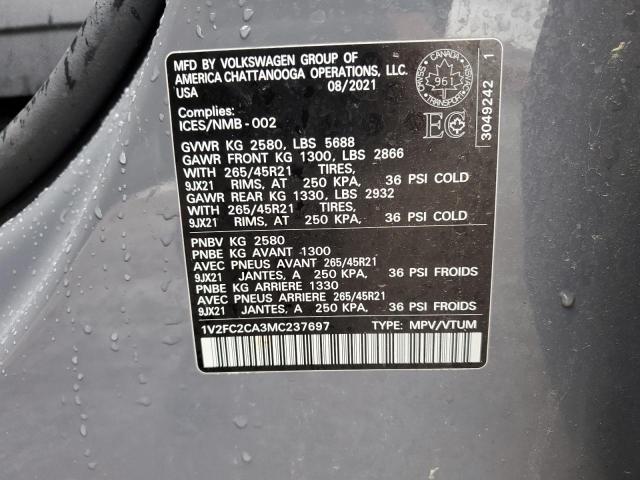 MFD BY VOLKSWAGEN GROUP OF
AMERICA CHATTANOOGA OPERATIONS, LLC.
USA 08/2021
Complies:
ICES/NMB-002
GVWR KG 2580, LBS 5688
GAWR FRONT KG 1300, LBS 2866
WITH 265/45R21 TIRES,
9JX21 RIMS, AT 250 KPA, 36 PSI COLD
GAWR REAR KG 1330, LBS 2932
WITH 265/45R21 TIRES,
9JX21 RIMS, AT 250 KPA, 36 PSI COLD
PNBV KG 2580
PNBE KG AVANT 1300
AVEC PNEUS AVANT 265/45R21
9JX21 JANTES, A 250 KPA, 36 PSI FROIDS
PNBE KG ARRIERE 1330
AVEC PNEUS ARRIERE 265/45R21
9JX21 JANTES, A 250 KPA, 36 PSI FROIDS
1V2FC2CA3MC237697 TYPE: MPV/VTUM
CANADA
961
TRANSPORT
EC
3049242 1